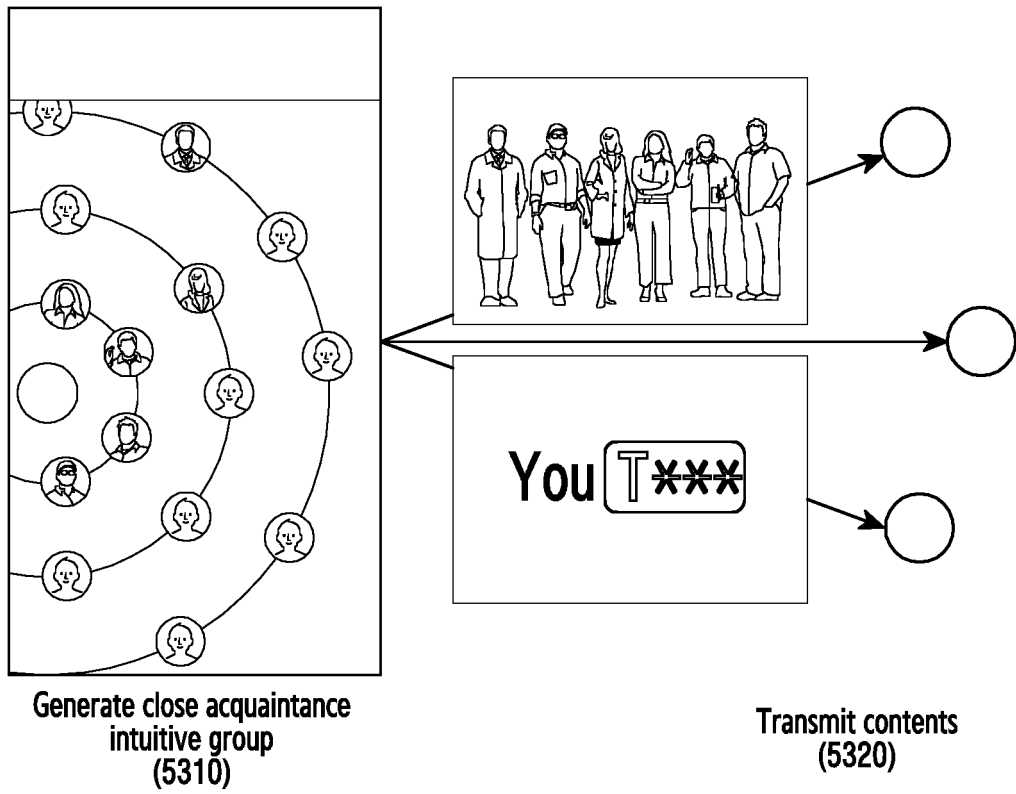 You T***
Generate close acquaintance
intuitive group
(5310)
Transmit contents
(5320)